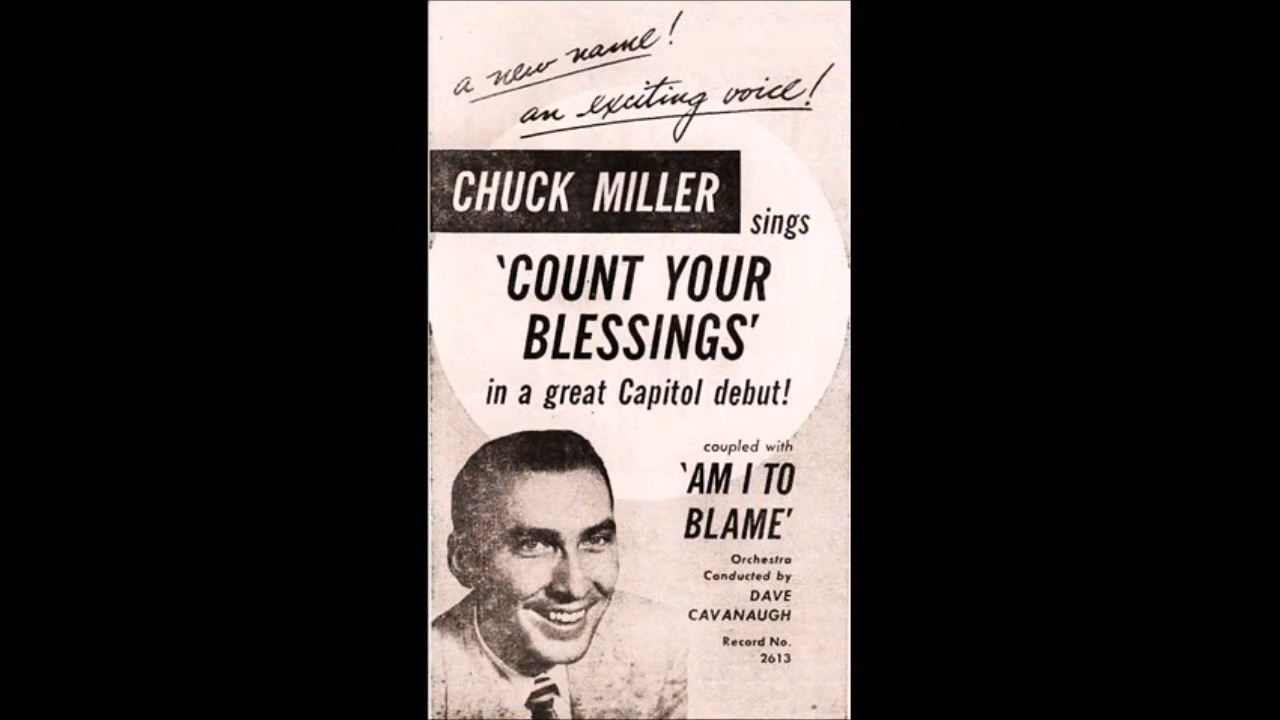 a new name!
an exciting voice!
CHUCK MILLER
sings
'COUNT YOUR
BLESSINGS'
in a great Capitol debut!
coupled with
'AM I TO
BLAME'
Orchestra
Conducted by
DAVE
CAVANAUGH
Record No.
2613